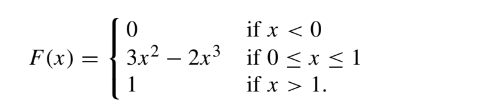 0 if x < 0
F(x) = { 3x² − 2x³ if 0 ≤ x ≤ 1
1 if x > 1.